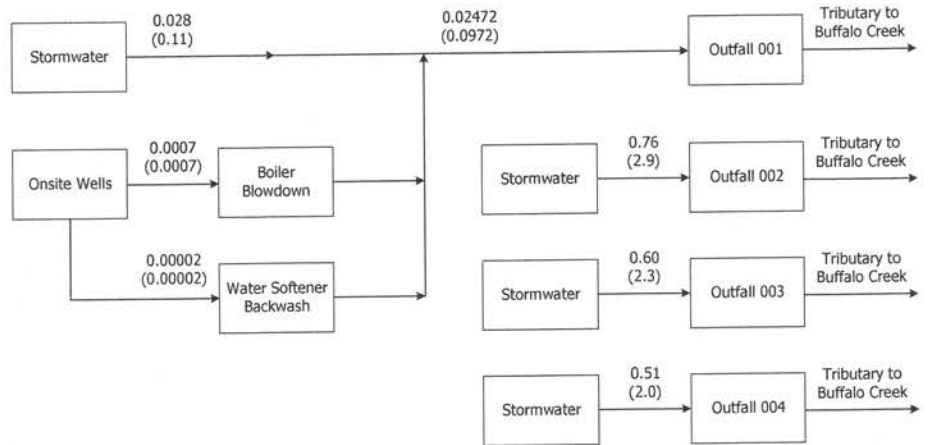 0.028
(0.11)
0.02472
(0.0972)
Tributary to
Buffalo Creek
Stormwater
Outfall 001
0.0007
(0.0007)
0.76
(2.9)
Tributary to
Buffalo Creek
Onsite Wells
Boiler
Blowdown
Stormwater
Outfall 002
0.00002
(0.00002)
0.60
(2.3)
Tributary to
Buffalo Creek
Water Softener
Backwash
Stormwater
Outfall 003
0.51
(2.0)
Tributary to
Buffalo Creek
Stormwater
Outfall 004